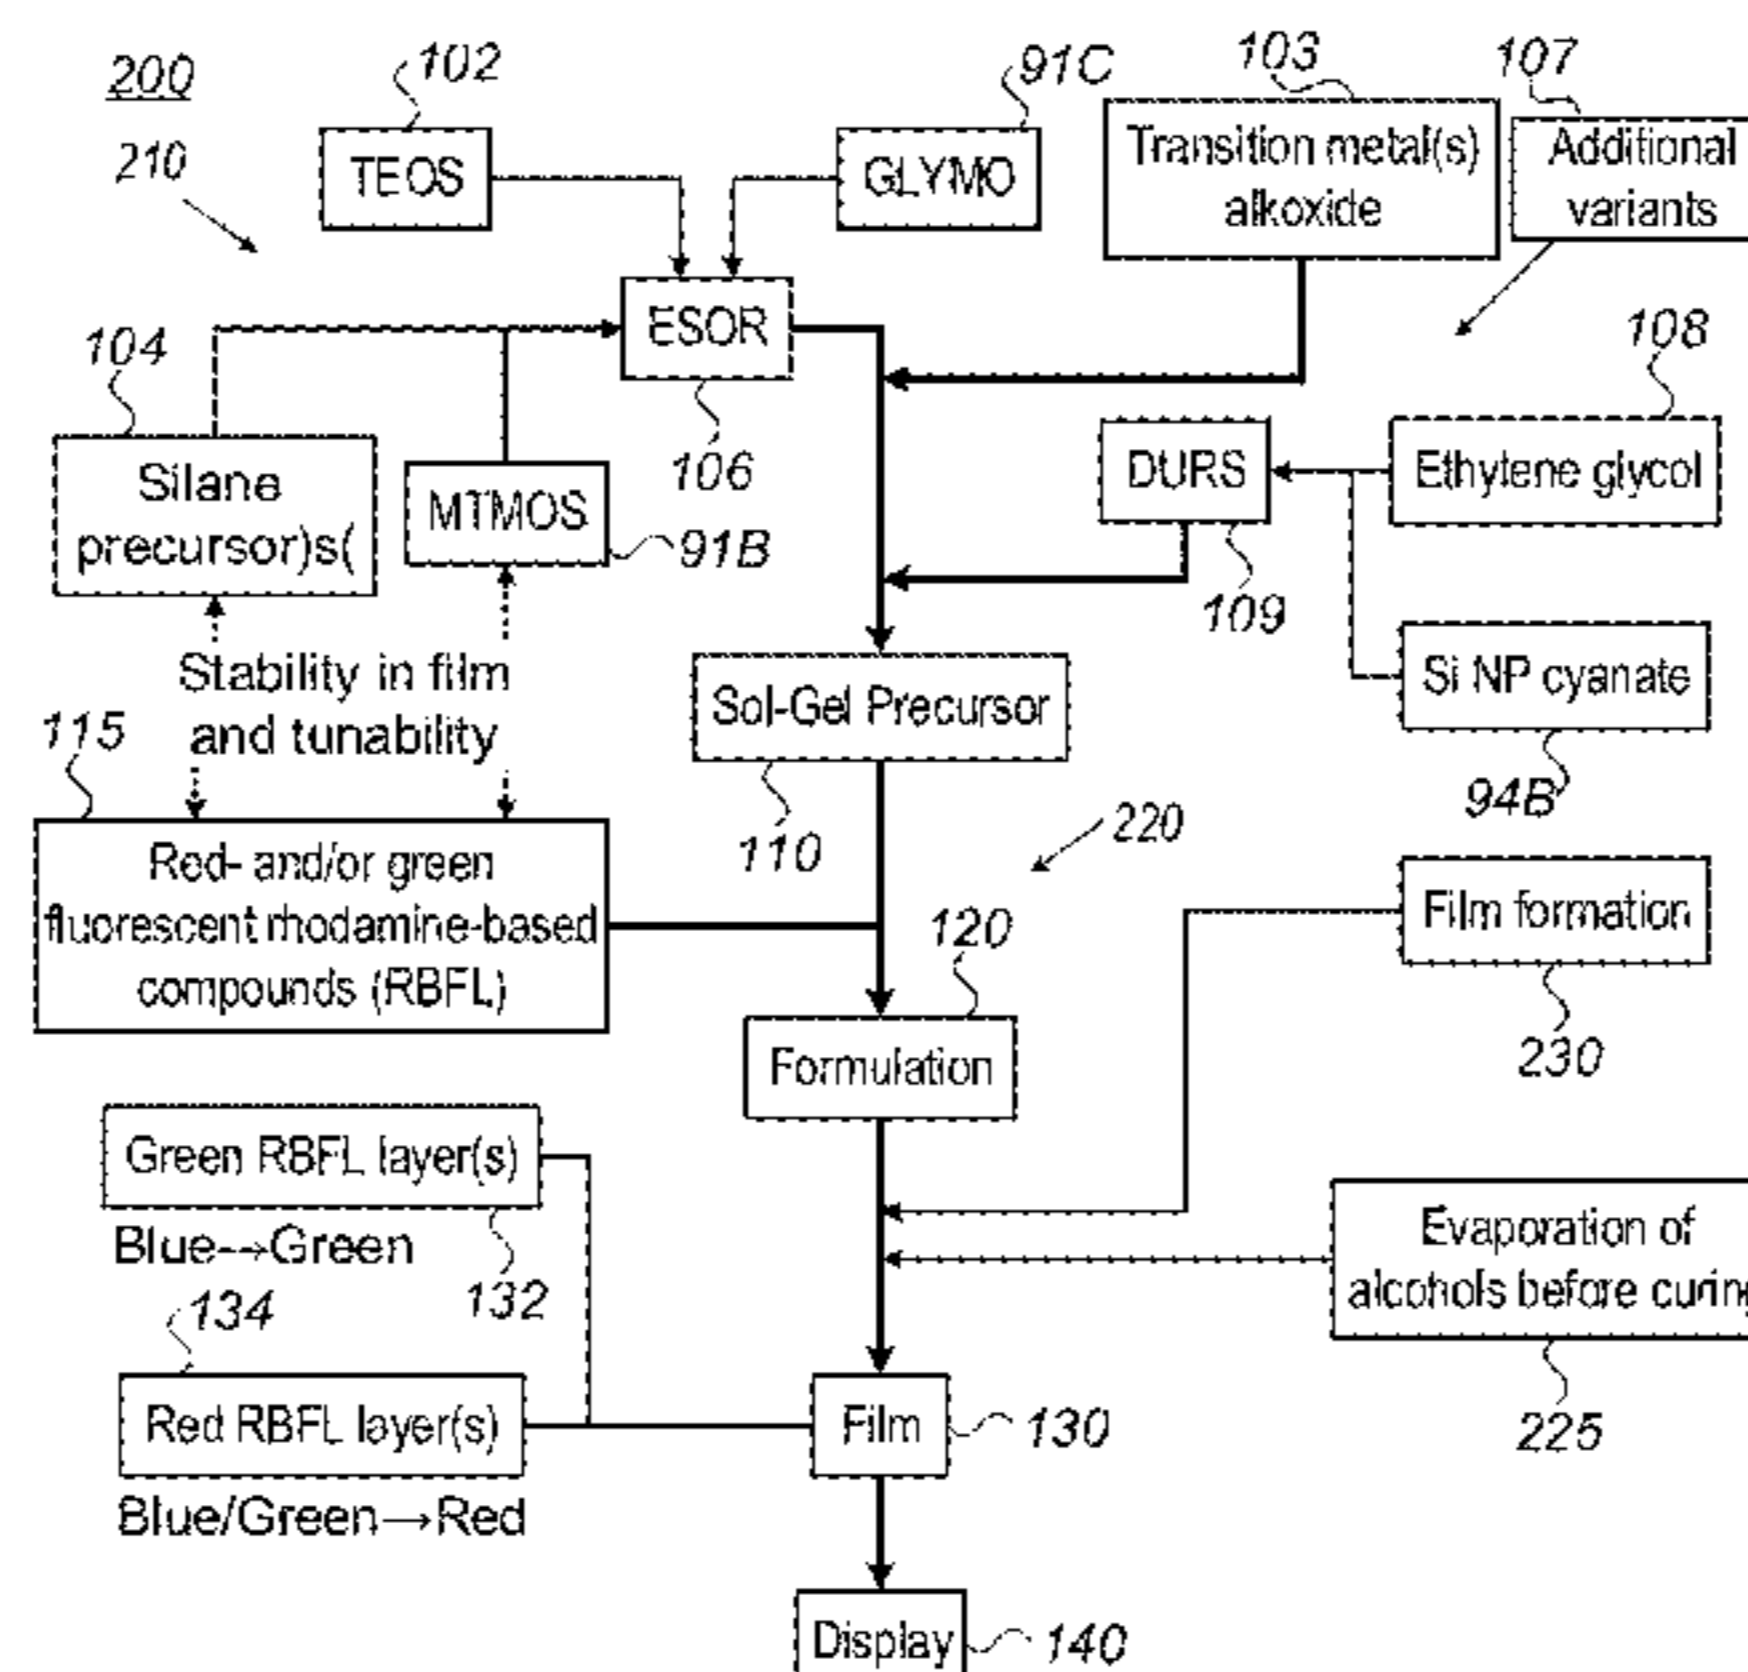 200
210
102
TEOS
91C
GLYMO
103
Transition metal(s)
alkoxide
107
Additional
variants
104
Silane
precursor)s(
ESOR
106
MTMOS
91B
108
Ethytene glycol
DURS
109
Si NP cyanate
94B
Stability in film
and tunability
Sol-Gel Precursor
110
115
Red- and/or green
fluorescent rhodamine-based
compounds (RBFL)
220
120
Formulation
Film formation
230
Green RBFL layer(s)
132
Blue→Green
134
Red RBFL layer(s)
Blue/Green→Red
Evaporation of
alcohols before curing
225
Film
130
Display
140